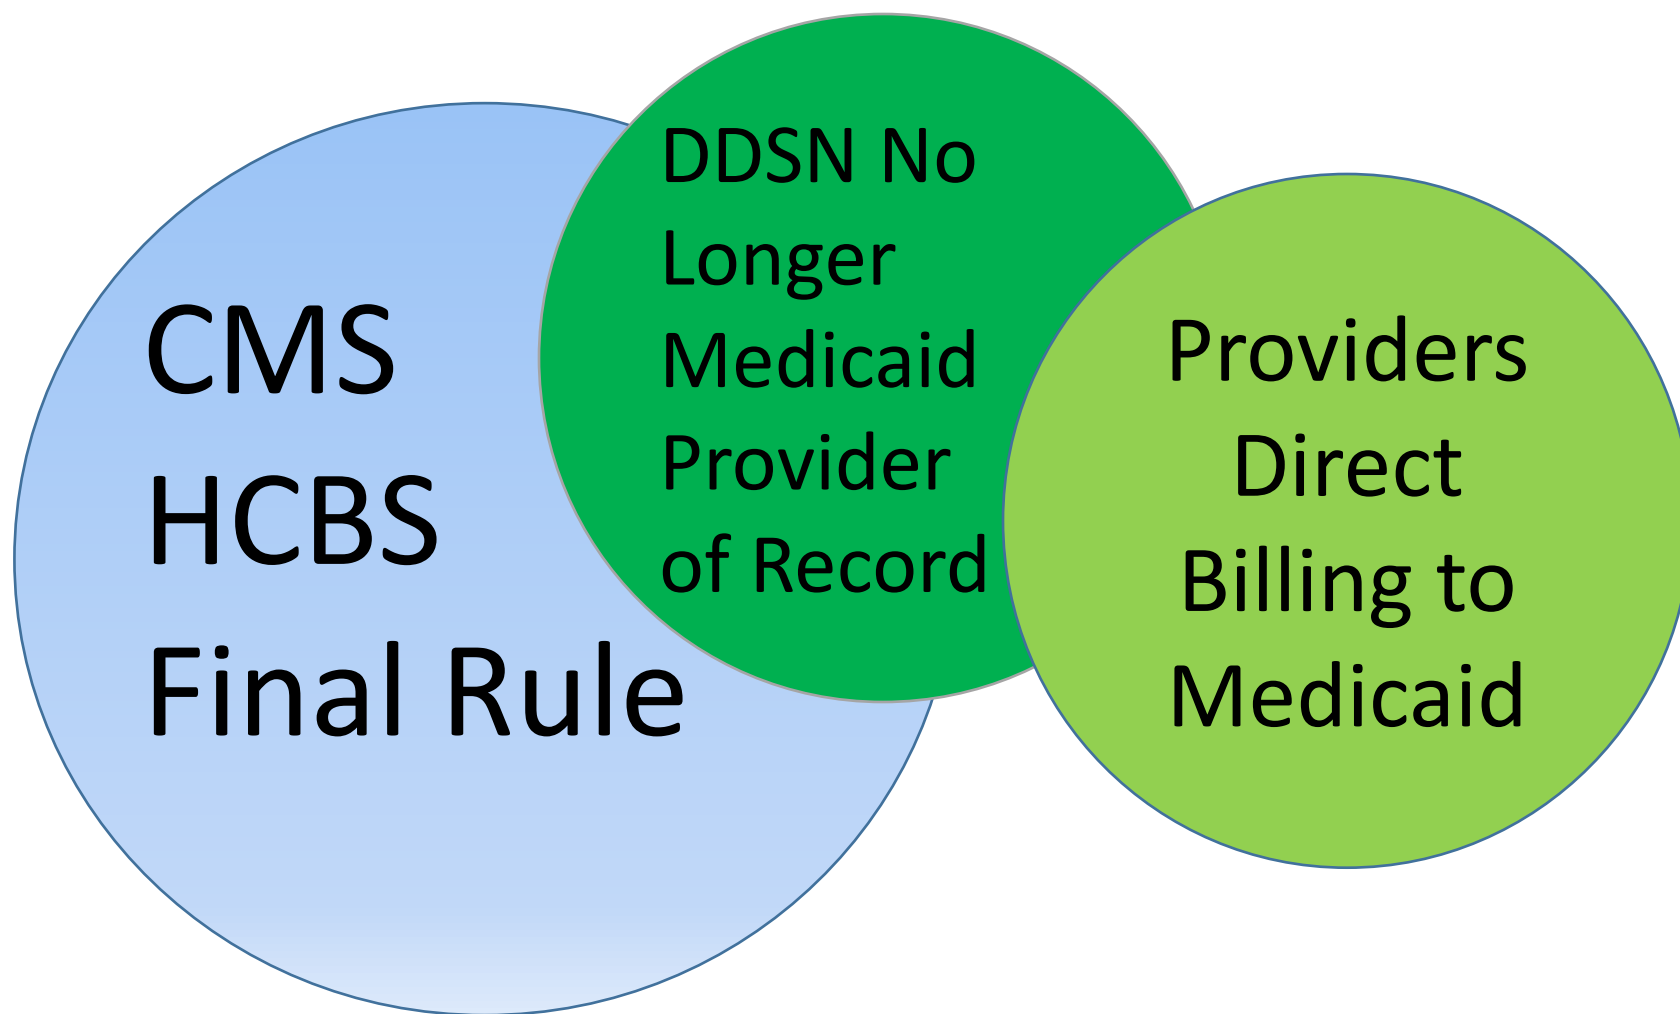 CMS
HCBS
Final Rule
DDSN No
Longer
Medicaid
Provider
of Record
Providers
Direct
Billing to
Medicaid